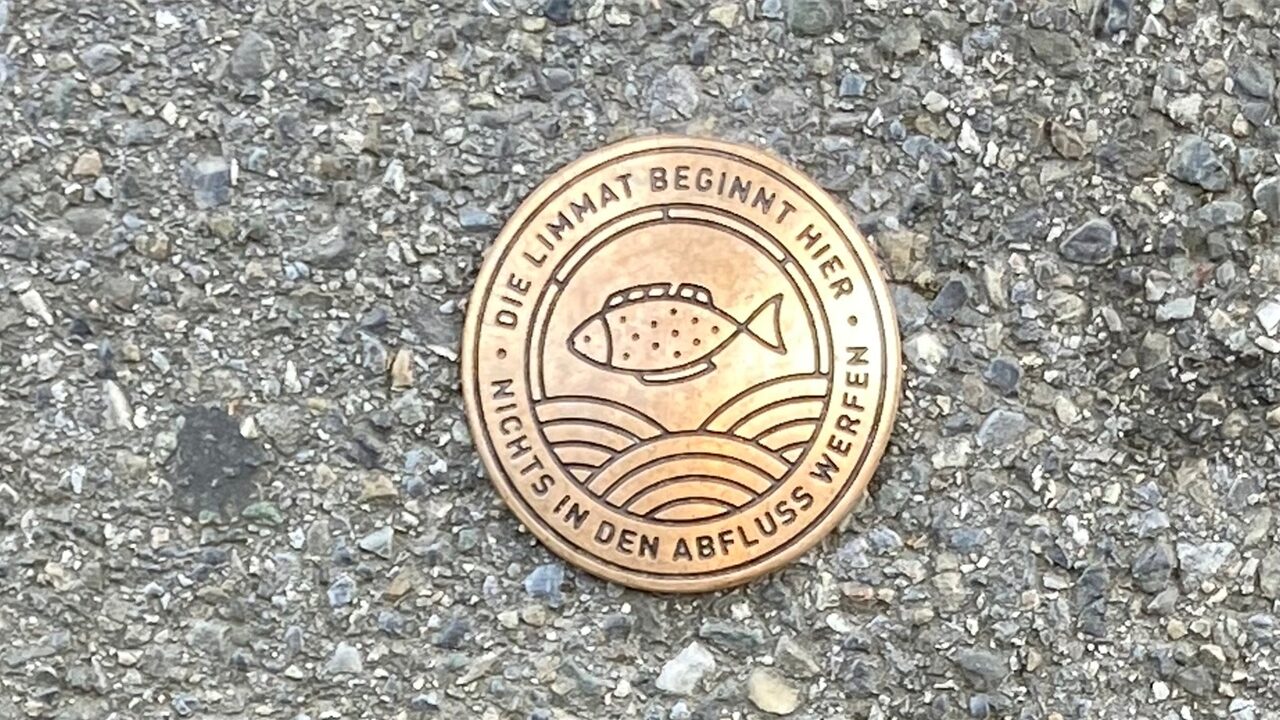 DIE LIMMAT BEGINNT HIER
NICHTS IN DEN ABFLUSS WERFEN